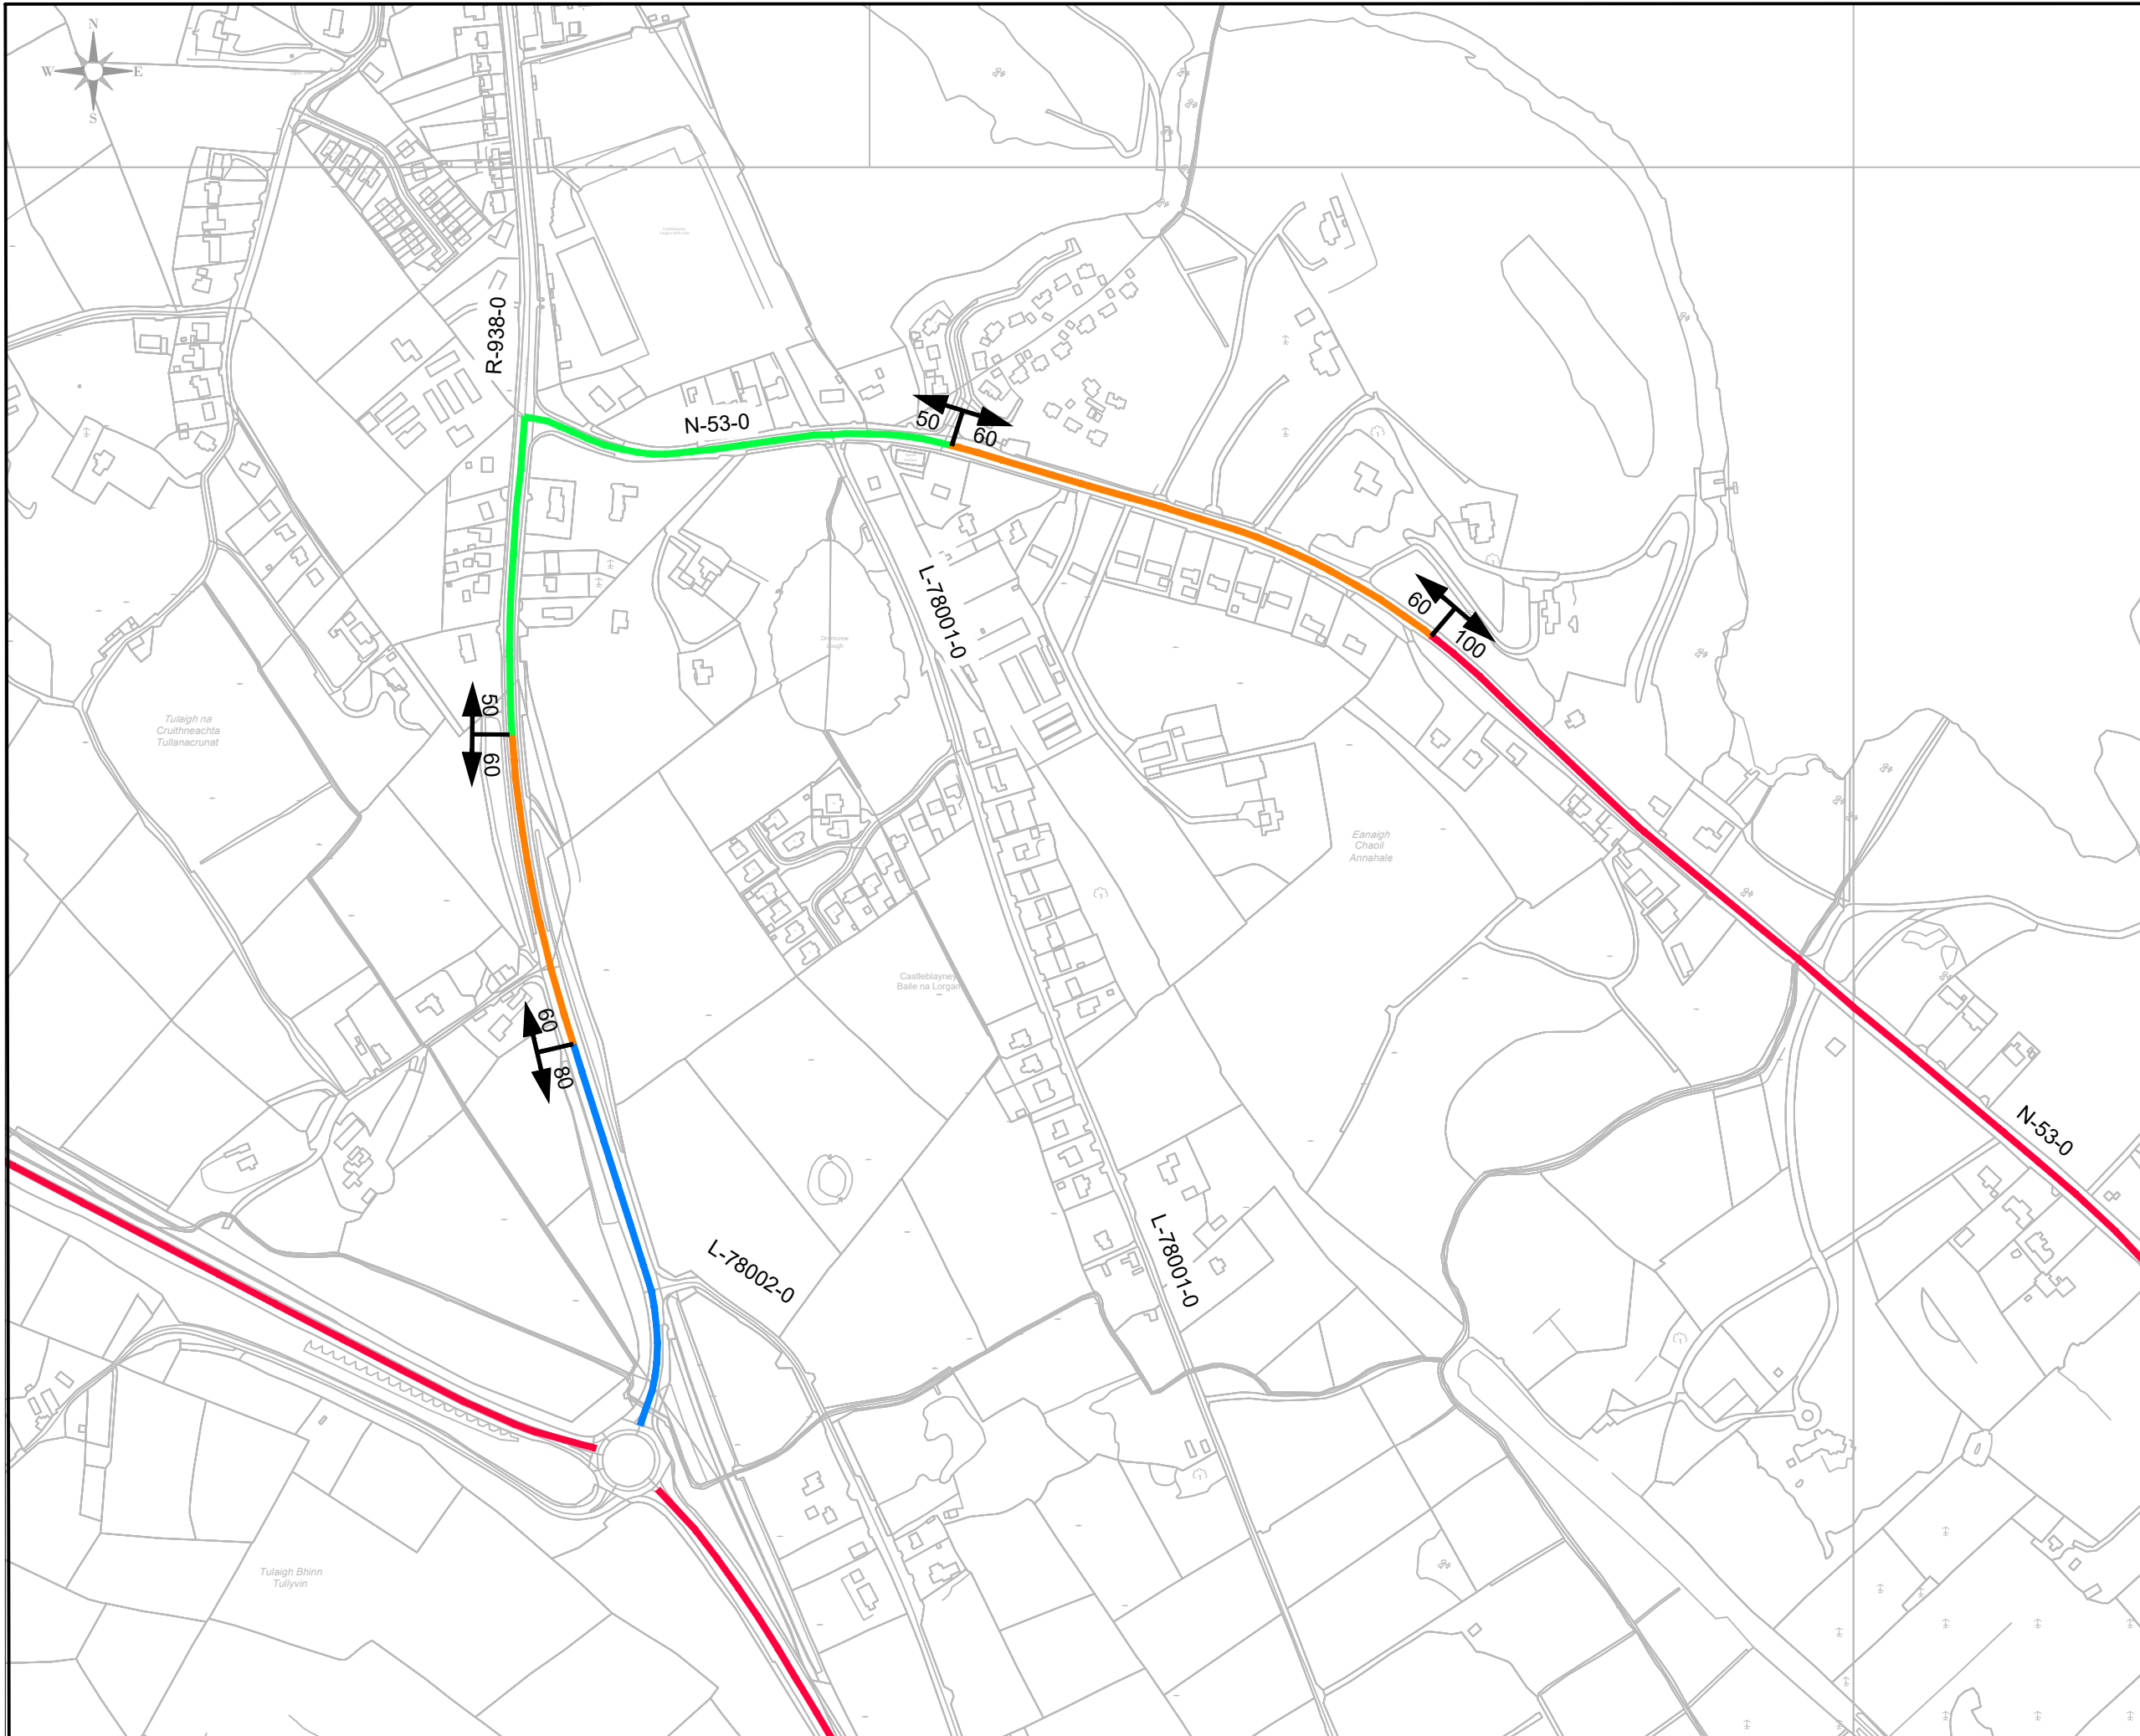 N
W E
S
R-938-0
N-53-0
50
60
L-78001-0
60
100
50
60
Tulaigh na
Cruithneachta
Tullanacrunat
Eanaigh
Chaoil
Annahale
Castleblayney
Baile na Lorgan
60
80
N-53-0
L-78002-0
L-78001-0
Tulaigh Bhinn
Tullyvin